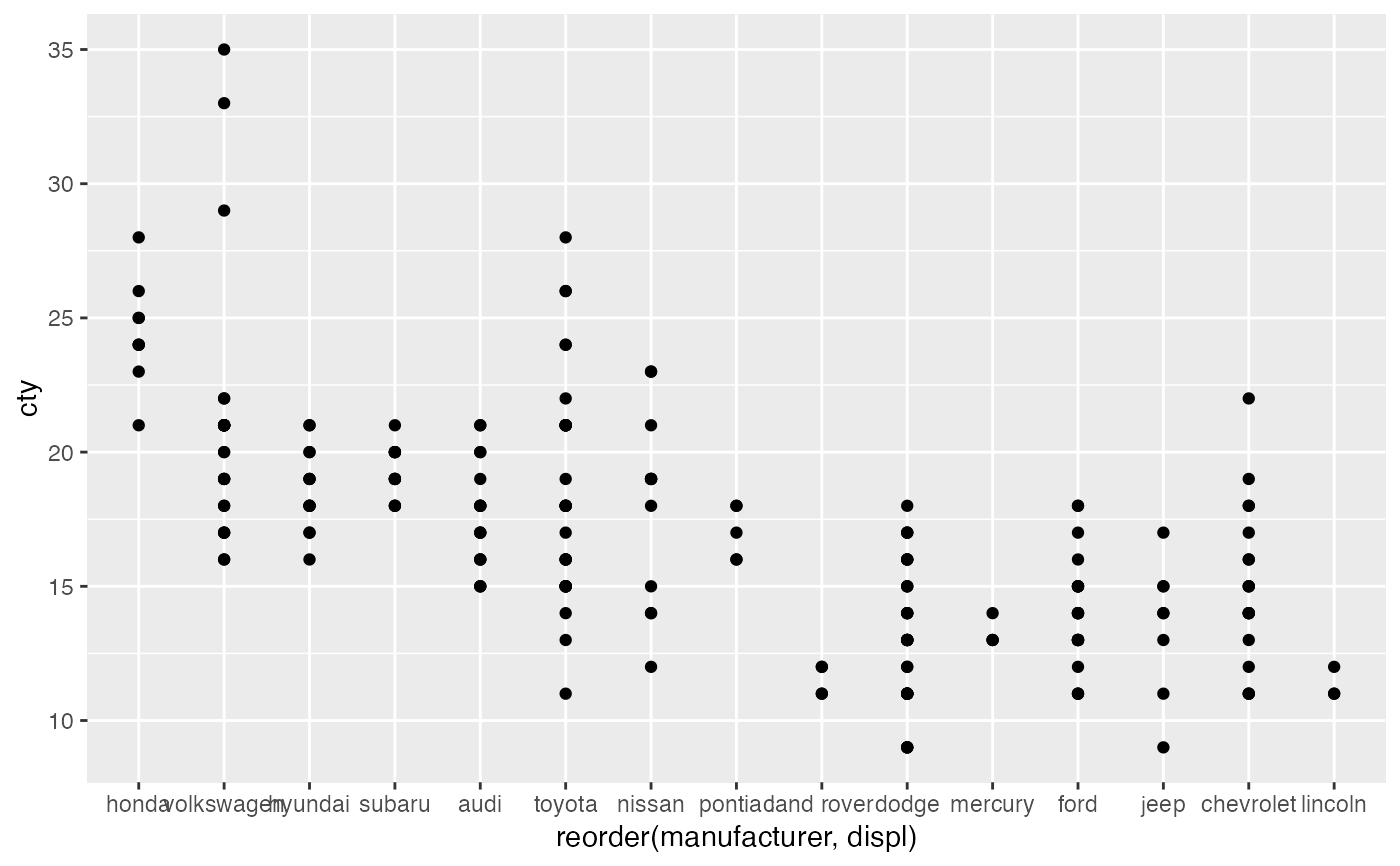 35
30
25
20
15
10
cty
honda volkswagen hyundai subaru audi toyota nissan pontiac land rover dodge mercury ford jeep chevrolet lincoln
reorder(manufacturer, displ)